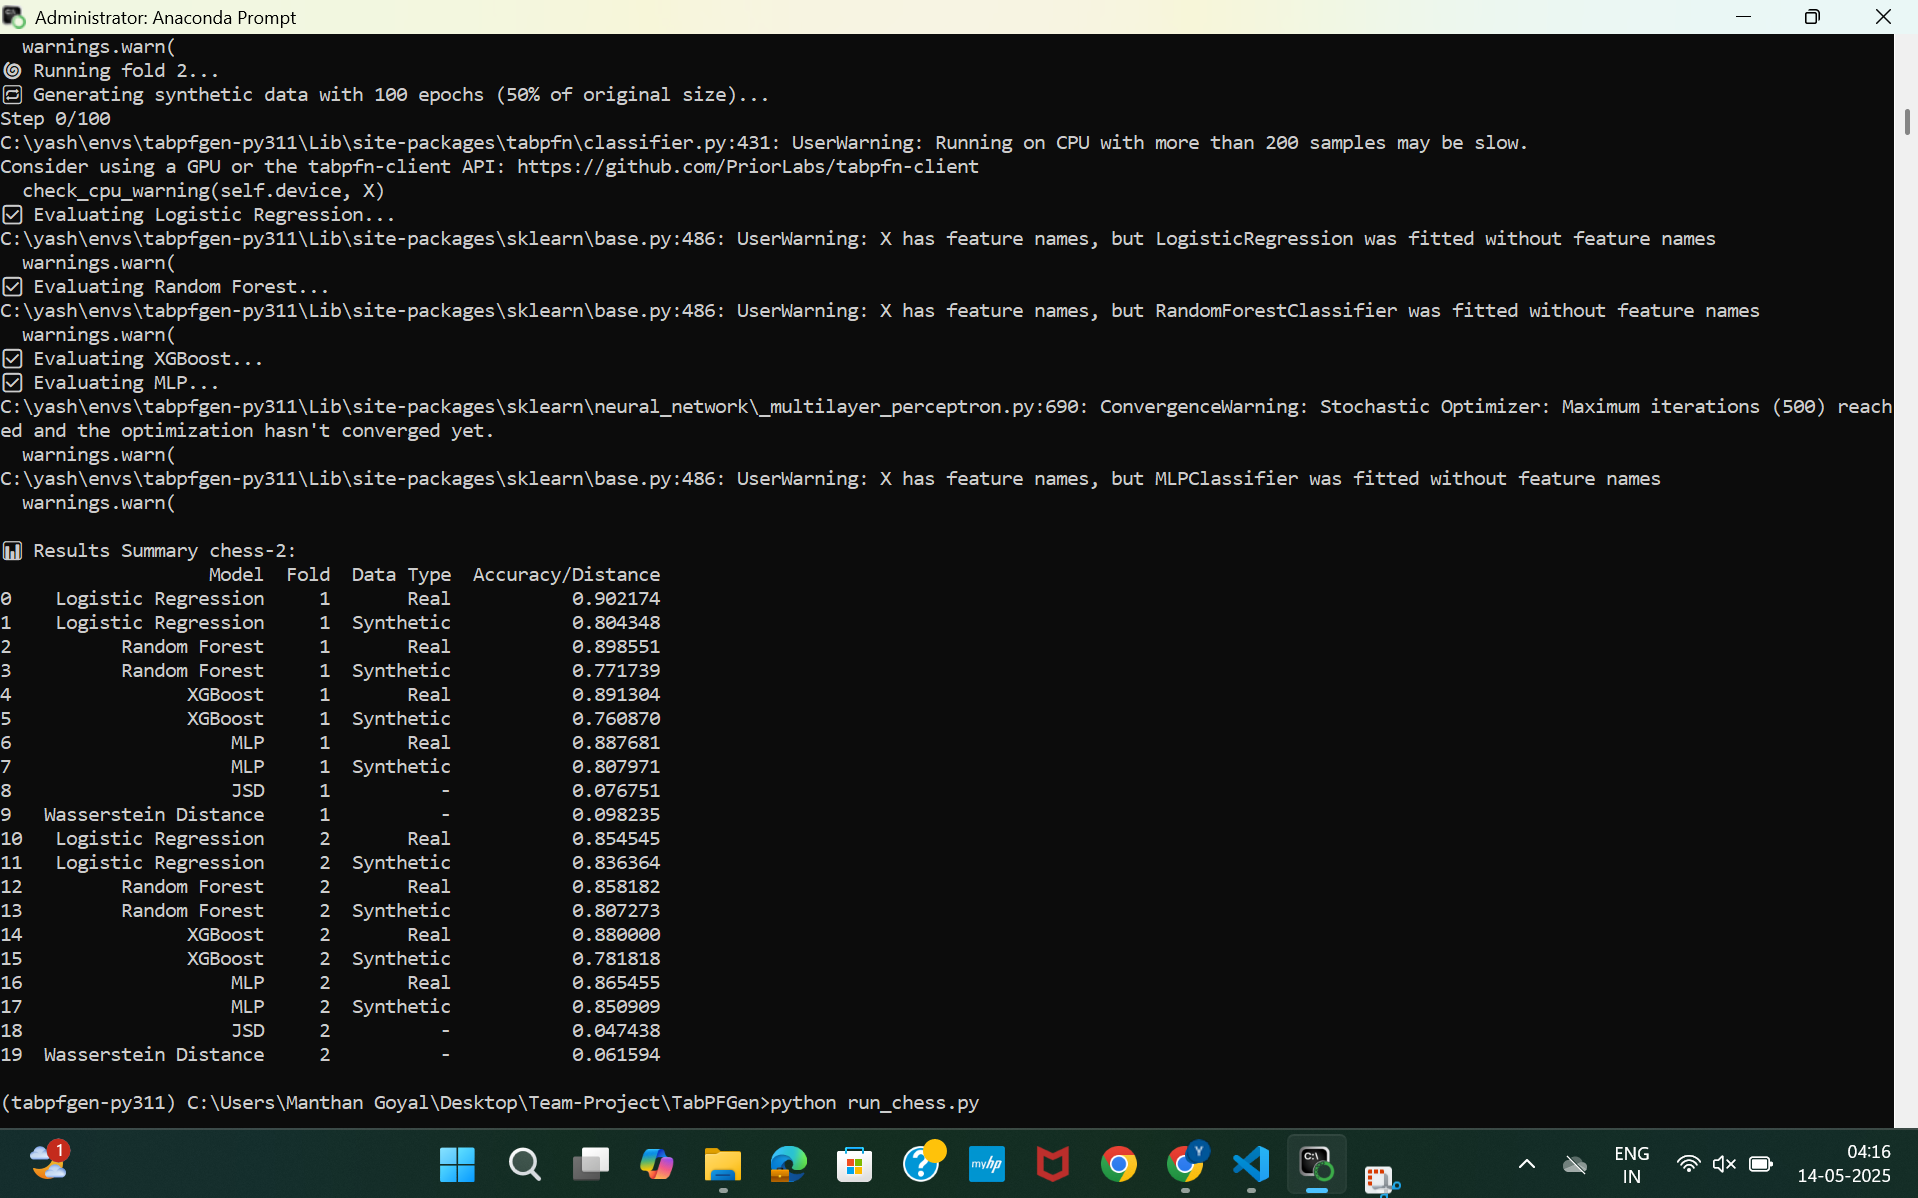 Administrator: Anaconda Prompt
warnings.warn(
Running fold 2...
Generating synthetic data with 100 epochs (50% of original size)...
Step 0/100
C:\yash\envs\tabpfgen-py311\Lib\site-packages\tabpfn\classifier.py:431: UserWarning: Running on CPU with more than 200 samples may be slow.
Consider using a GPU or the tabpfn-client API: https://github.com/PriorLabs/tabpfn-client
check_cpu_warning(self.device, X)
Evaluating Logistic Regression...
C:\yash\envs\tabpfgen-py311\Lib\site-packages\sklearn\base.py:486: UserWarning: X has feature names, but LogisticRegression was fitted without feature names
warnings.warn(
Evaluating Random Forest...
C:\yash\envs\tabpfgen-py311\Lib\site-packages\sklearn\base.py:486: UserWarning: X has feature names, but RandomForestClassifier was fitted without feature names
warnings.warn(
Evaluating XGBoost...
Evaluating MLP...
C:\yash\envs\tabpfgen-py311\Lib\site-packages\sklearn\neural_network\_multilayer_perceptron.py:690: ConvergenceWarning: Stochastic Optimizer: Maximum iterations (500) reach
ed and the optimization hasn't converged yet.
warnings.warn(
C:\yash\envs\tabpfgen-py311\Lib\site-packages\sklearn\base.py:486: UserWarning: X has feature names, but MLPClassifier was fitted without feature names
warnings.warn(
Results Summary chess-2:
Model Fold Data Type Accuracy/Distance
0 Logistic Regression 1 Real 0.902174
1 Logistic Regression 1 Synthetic 0.804348
2 Random Forest 1 Real 0.898551
3 Random Forest 1 Synthetic 0.771739
4 XGBoost 1 Real 0.891304
5 XGBoost 1 Synthetic 0.760870
6 MLP 1 Real 0.887681
7 MLP 1 Synthetic 0.807971
8 JSD 1 - 0.076751
9 Wasserstein Distance 1 - 0.098235
10 Logistic Regression 2 Real 0.854545
11 Logistic Regression 2 Synthetic 0.836364
12 Random Forest 2 Real 0.858182
13 Random Forest 2 Synthetic 0.807273
14 XGBoost 2 Real 0.880000
15 XGBoost 2 Synthetic 0.781818
16 MLP 2 Real 0.865455
17 MLP 2 Synthetic 0.850909
18 JSD 2 - 0.047438
19 Wasserstein Distance 2 - 0.061594
(tabpfgen-py311) C:\Users\Manthan Goyal\Desktop\Team-Project\TabPFGen>python run_chess.py
1
myhp
Y
C:\
ENG
IN
04:16
14-05-2025